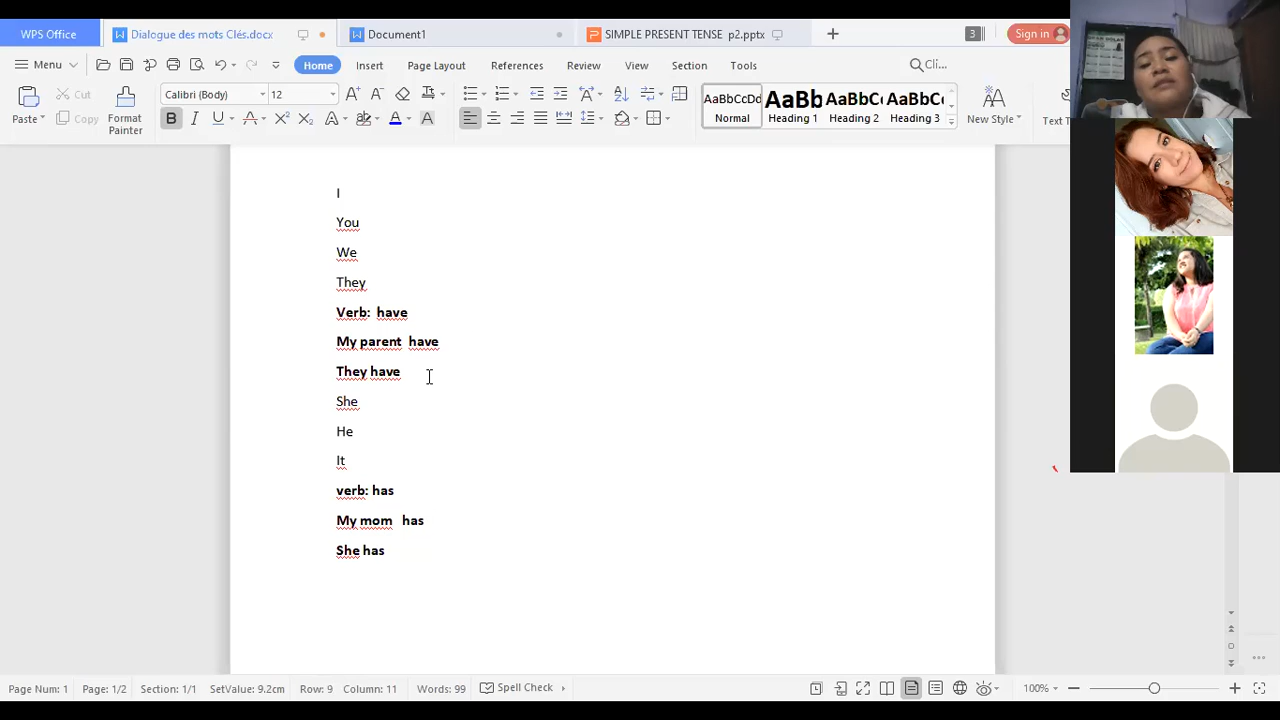 WPS Office
Dialogue des mots Clés.docx
Document1
SIMPLE PRESENT TENSE p2.pptx
3
Sign in
Menu
Home
Insert
Page Layout
References
Review
View
Section
Tools
Cli...
Paste
Cut
Copy
Format
Painter
Calibri (Body)
12
AaBbCcDd
Normal
AaBb
Heading 1
AaBbC
Heading 2
AaBbC
Heading 3
New Style
Text T
I
You
We
They
Verb: have
My parent have
They have
She
He
It
verb: has
My mom has
She has
Page Num: 1
Page: 1/2
Section: 1/1
SetValue: 9.2cm
Row: 9
Column: 11
Words: 99
Spell Check
100%